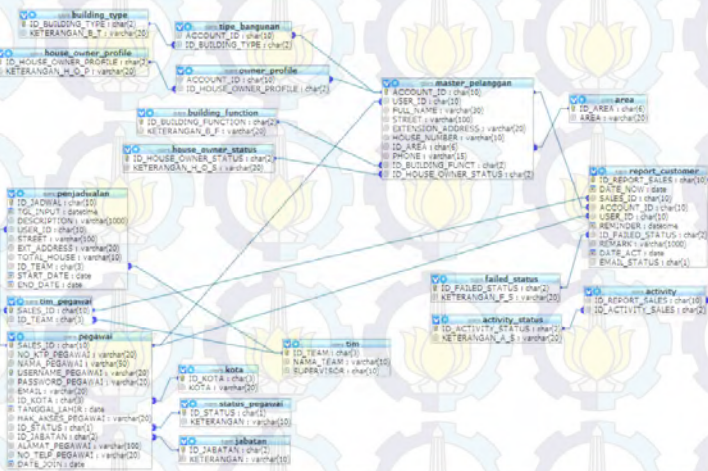 building_type
ID_BUILDING_TYPE : char(2)
KETERANGAN_B_T : varchar(20)
house_owner_profile
ID_HOUSE_OWNER_PROFILE : char(2)
KETERANGAN_H_O_P : varchar(20)
tipe_bangunan
ACCOUNT_ID : char(10)
ID_BUILDING_TYPE : char(2)
owner_profile
ACCOUNT_ID : char(10)
ID_HOUSE_OWNER_PROFILE : char(2)
building_function
ID_BUILDING_FUNCTION : char(2)
KETERANGAN_B_F : varchar(20)
house_owner_status
ID_HOUSE_OWNER_STATUS : char(2)
KETERANGAN_H_O_S : varchar(20)
master_pelanggan
ACCOUNT_ID : char(10)
USER_ID : char(10)
FULL_NAME : varchar(30)
STREET : varchar(100)
EXTENSION_ADDRESS : varchar(20)
HOUSE_NUMBER : varchar(10)
ID_AREA : char(6)
PHONE : varchar(15)
ID_BUILDING_FUNCT : char(2)
ID_HOUSE_OWNER_STATUS : char(2)
area
ID_AREA : char(6)
AREA : varchar(20)
report_customer
ID_REPORT_SALES : char(10)
DATE_NOW : date
SALES_ID : char(10)
ACCOUNT_ID : char(10)
USER_ID : char(10)
REMINDER : datetime
ID_FAILED_STATUS : char(2)
REMARK : varchar(1000)
DATE_ACT : date
EMAIL_STATUS : char(1)
penjadwalan
ID_JADWAL : char(10)
TGL_INPUT : datetime
DESCRIPTION : varchar(1000)
USER_ID : char(10)
STREET : varchar(100)
EXT_ADDRESS : varchar(20)
TOTAL_HOUSE : varchar(10)
ID_TEAM : char(3)
START_DATE : date
END_DATE : date
failed_status
ID_FAILED_STATUS : char(2)
KETERANGAN_F_S : varchar(20)
activity
ID_REPORT_SALES : char(10)
ID_ACTIVITY_SALES : char(2)
activity_status
ID_ACTIVITY_STATUS : char(2)
KETERANGAN_A_S : varchar(20)
tim_pegawai
SALES_ID : char(10)
ID_TEAM : char(3)
pegawai
SALES_ID : char(10)
NO_KTP_PEGAWAI : varchar(20)
NAMA_PEGAWAI : varchar(50)
USERNAME_PEGAWAI : varchar(20)
PASSWORD_PEGAWAI : varchar(20)
EMAIL : varchar(20)
ID_KOTA : char(3)
TANGGAL_LAHIR : date
HAK_AKSES_PEGAWAI : varchar(20)
ID_STATUS : char(1)
ID_JABATAN : char(2)
ALAMAT_PEGAWAI : varchar(100)
NO_TELP_PEGAWAI : varchar(20)
DATE_JOIN : date
tim
ID_TEAM : char(3)
NAMA_TEAM : varchar(10)
SUPERVISOR : char(10)
kota
ID_KOTA : char(3)
KOTA : varchar(20)
status_pegawai
ID_STATUS : char(1)
KETERANGAN : varchar(10)
jabatan
ID_JABATAN : char(2)
KETERANGAN : varchar(10)